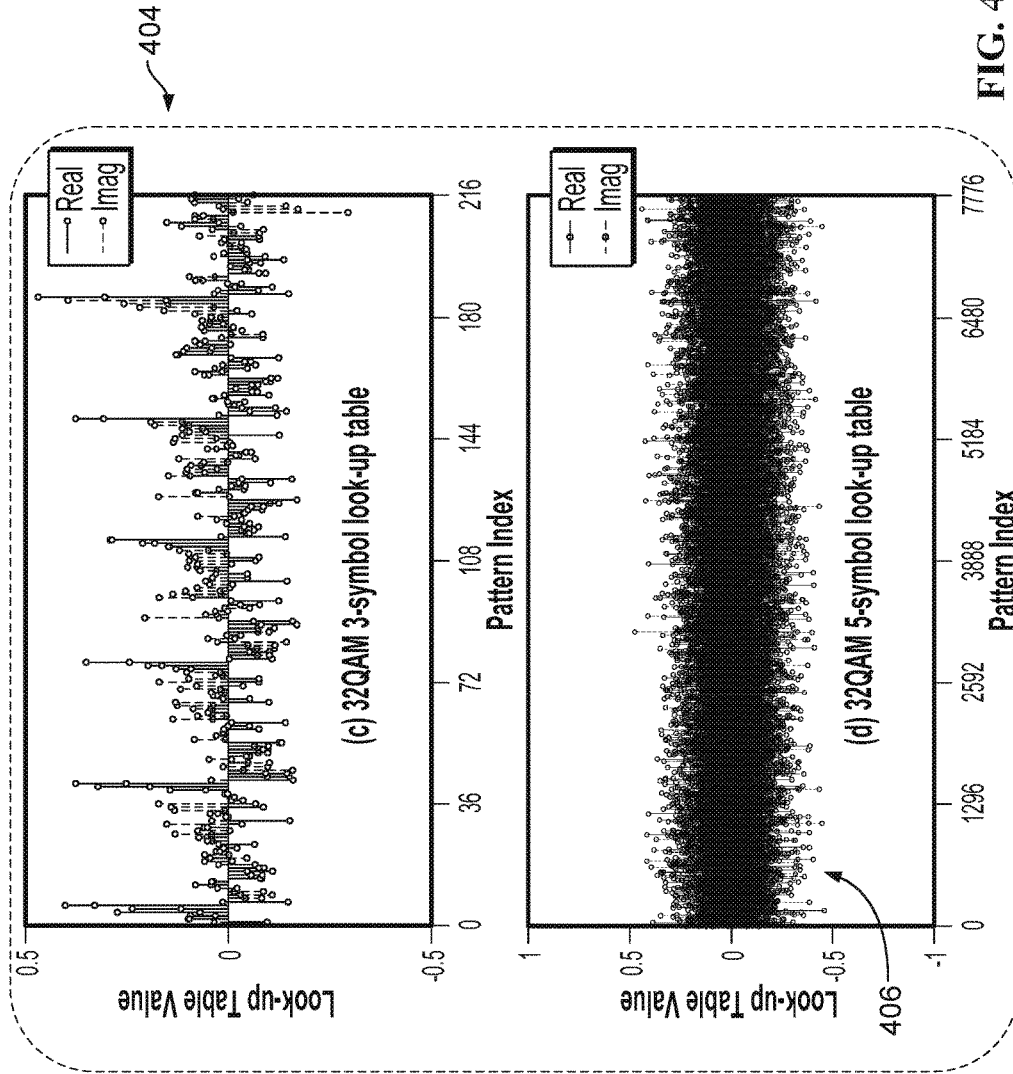 404
Real
Imag
Look-up Table Value
0.5
0
-0.5
0
36
72
108
144
180
216
Pattern Index
(c) 32QAM 3-symbol look-up table
Real
Imag
Look-up Table Value
1
0.5
0
-0.5
-1
0
1296
2592
3888
5184
6480
7776
Pattern Index
(d) 32QAM 5-symbol look-up table
406
FIG. 4